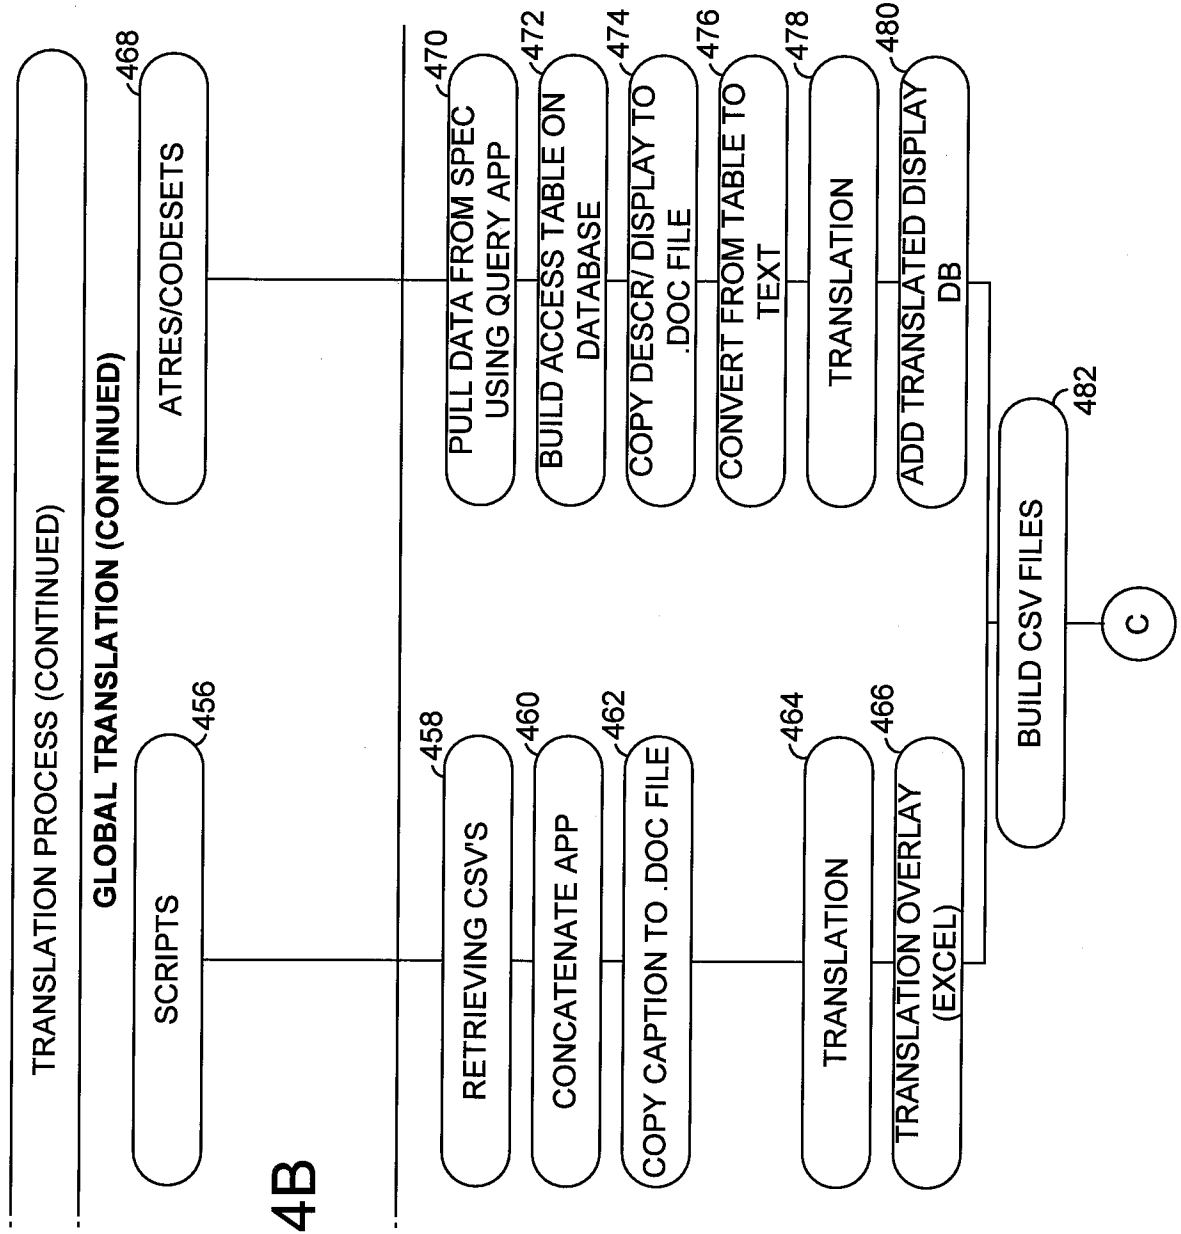 TRANSLATION PROCESS (CONTINUED)
GLOBAL TRANSLATION (CONTINUED)
SCRIPTS
456
ATRES/CODESETS
468
4B
RETRIEVING CSV'S
458
CONCATENATE APP
460
COPY CAPTION TO .DOC FILE
462
TRANSLATION
464
TRANSLATION OVERLAY
(EXCEL)
466
PULL DATA FROM SPEC
USING QUERY APP
470
BUILD ACCESS TABLE ON
DATABASE
472
COPY DESCR/ DISPLAY TO
.DOC FILE
474
CONVERT FROM TABLE TO
TEXT
476
TRANSLATION
478
ADD TRANSLATED DISPLAY
DB
480
BUILD CSV FILES
482
C